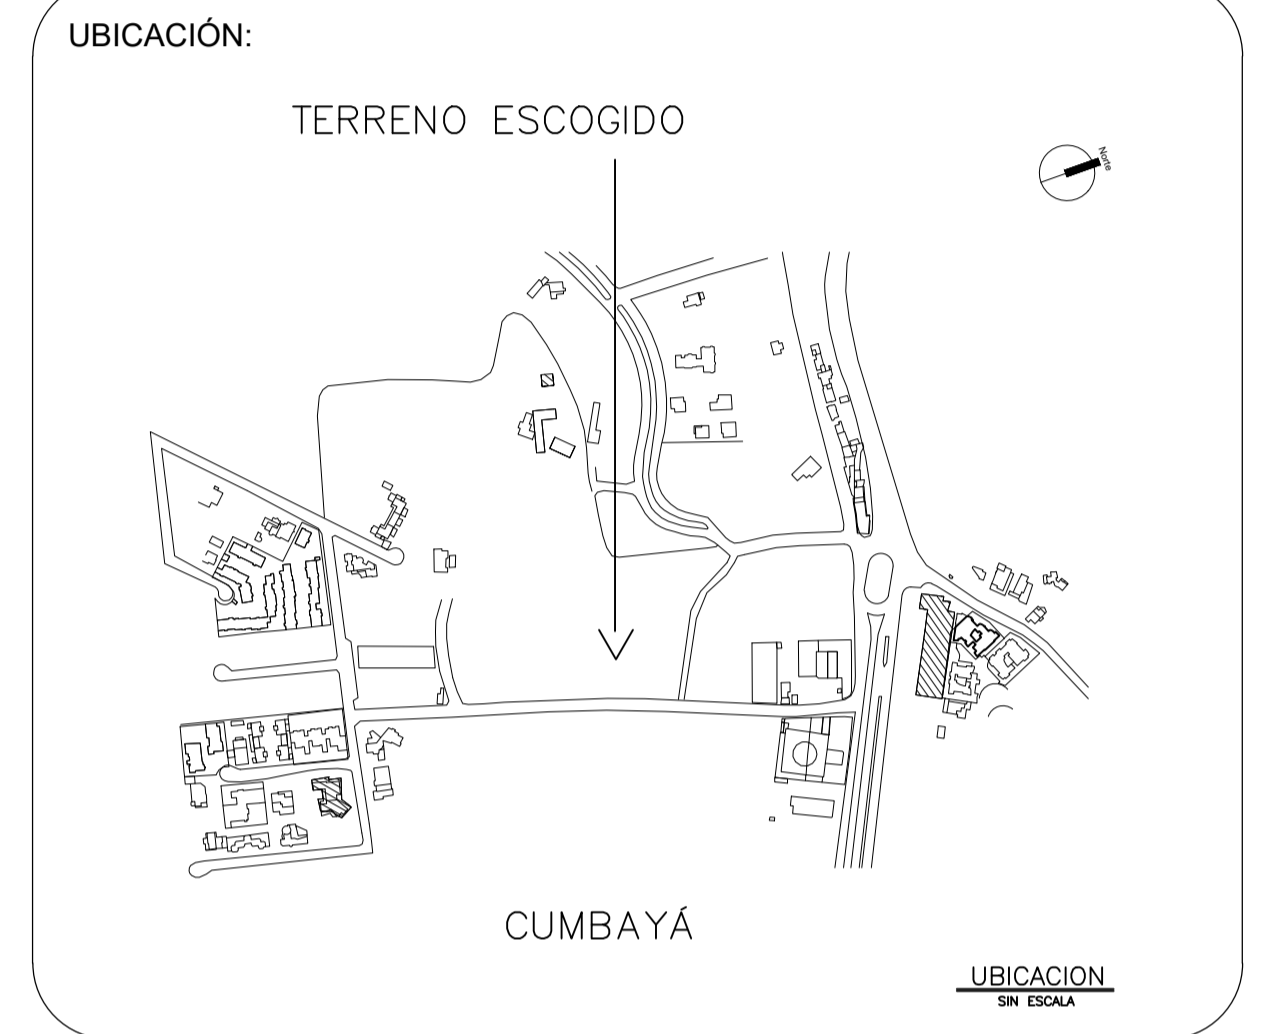 UBICACIÓN:
TERRENO ESCOGIDO
Norte
CUMBAYÁ
UBICACION
SIN ESCALA